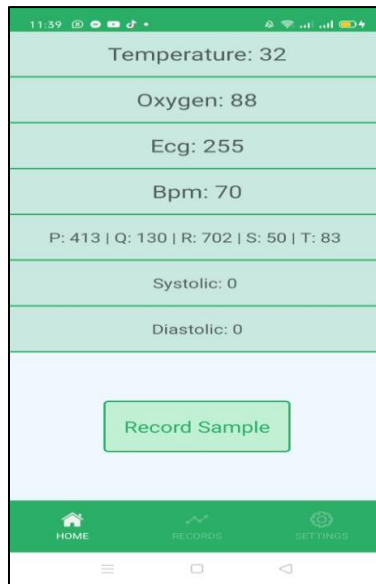 11:39
Temperature: 32
Oxygen: 88
Ecg: 255
Bpm: 70
P: 413 | Q: 130 | R: 702 | S: 50 | T: 83
Systolic: 0
Diastolic: 0
Record Sample
HOME RECORDS SETTINGS